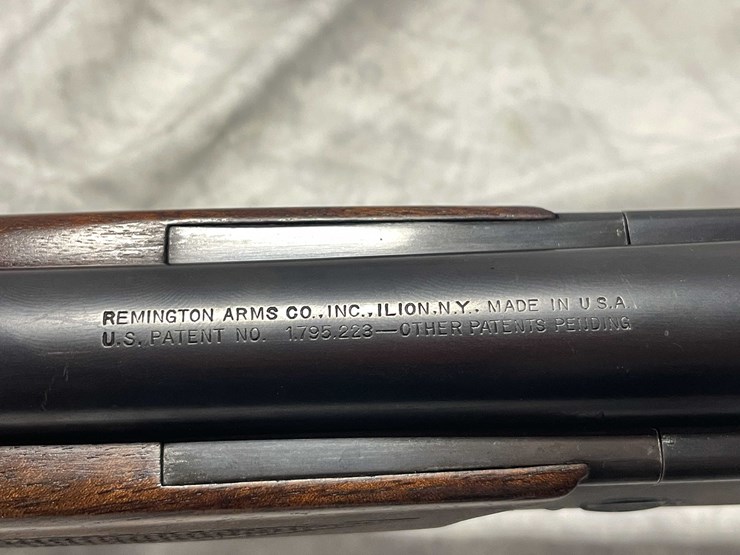 REMINGTON ARMS CO., INC., ILION, N.Y., MADE IN U.S.A.
U.S. PATENT NO. 1.795.223—OTHER PATENTS PENDING